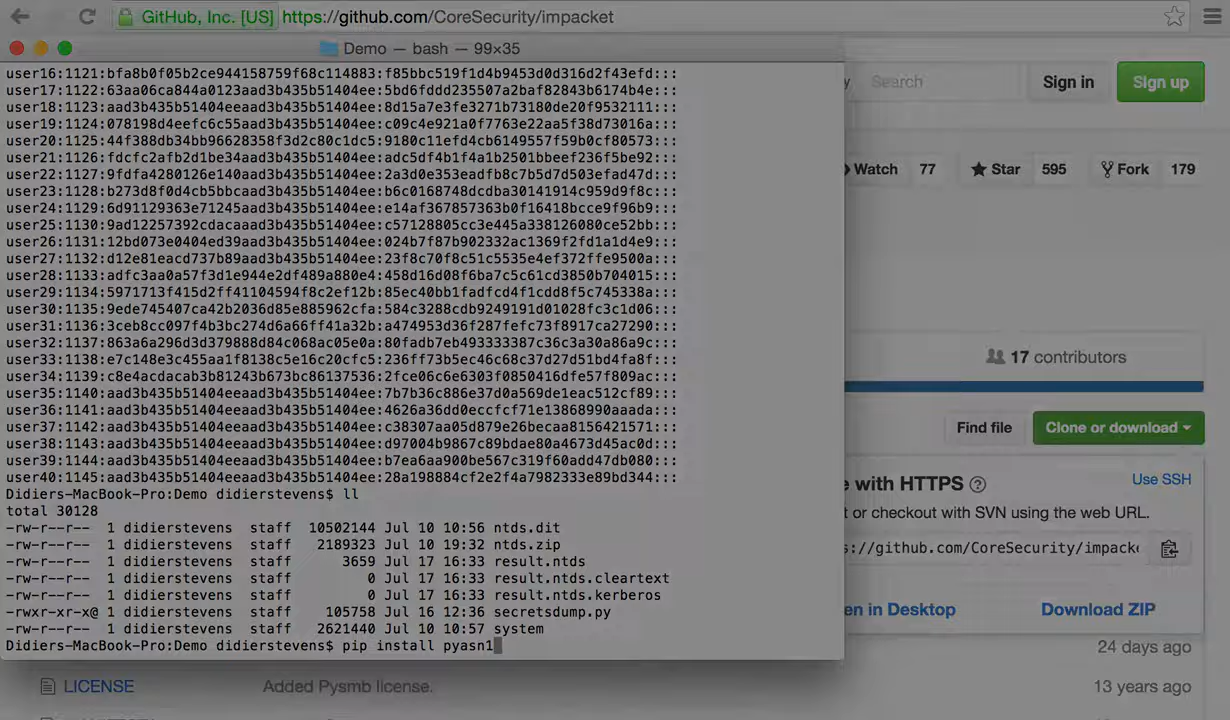 GitHub, Inc. [US] https://github.com/CoreSecurity/impacket
Demo — bash — 99×35
user16:1121:bfa8b0f05b2ce944158759f68c114883:f85bbc519f1d4b9453d0d316d2f43efd:::
user17:1122:63aa06ca844a0123aad3b435b51404ee:5bd6fddd235507a2baf82843b6174b4e:::
user18:1123:aad3b435b51404eeaad3b435b51404ee:8d15a7e3fe3271b73180de20f9532111:::
user19:1124:078198d4eefc6c55aad3b435b51404ee:c09c4e921a0f7763e22aa5f38d73016a:::
user20:1125:44f388db34bb96628358f3d2c80c1dc5:9180c11efd4cb6149557f59b0cf80573:::
user21:1126:fdcfc2afb2d1be34aad3b435b51404ee:adc5df4b1f4a1b2501bbeef236f5be92:::
user22:1127:9fdfa4280126e140aad3b435b51404ee:2a3d0e353eadfb8c7b5d7d503efad47d:::
user23:1128:b273d8f0d4cb5bbcaad3b435b51404ee:b6c0168748dcdba30141914c959d9f8c:::
user24:1129:6d91129363e71245aad3b435b51404ee:e14af367857363b0f16418bcce9f96b9:::
user25:1130:9ad12257392cdacaaad3b435b51404ee:c57128805cc3e445a338126080ce52bb:::
user26:1131:12bd073e0404ed39aad3b435b51404ee:024b7f87b902332ac1369f2fd1a1d4e9:::
user27:1132:d12e81eacd737b89aad3b435b51404ee:23f8c70f8c51c5535e4ef372ffe9500a:::
user28:1133:adfc3aa0a57f3d1e944e2df489a880e4:458d16d08f6ba7c5c61cd3850b704015:::
user29:1134:5971713f415d2ff41104594f8c2ef12b:85ec40bb1fadfcd4f1cdd8f5c745338a:::
user30:1135:9ede745407ca42b2036d85e885962cfa:584c3288cdb9249191d01028fc3c1d06:::
user31:1136:3ceb8cc097f4b3bc274d6a66ff41a32b:a474953d36f287fefc73f8917ca27290:::
user32:1137:863a6a296d3d379888d84c068ac05e0a:80fadb7eb493333387c36c3a30a86a9c:::
user33:1138:e7c148e3c455aa1f8138c5e16c20cfc5:236ff73b5ec46c68c37d27d51bd4fa8f:::
user34:1139:c8e4acdacab3b81243b673bc86137536:2fce06c6e6303f0850416dfe57f809ac:::
user35:1140:aad3b435b51404eeaad3b435b51404ee:7b7b36c886e37d0a569de1eac512cf89:::
user36:1141:aad3b435b51404eeaad3b435b51404ee:4626a36dd0eccfcf71e13868990aaada:::
user37:1142:aad3b435b51404eeaad3b435b51404ee:c38307aa05d879e26becaa8156421571:::
user38:1143:aad3b435b51404eeaad3b435b51404ee:d97004b9867c89bdae80a4673d45ac0d:::
user39:1144:aad3b435b51404eeaad3b435b51404ee:b7ea6aa900be567c319f60add47db080:::
user40:1145:aad3b435b51404eeaad3b435b51404ee:28a198884cf2e2f4a7982333e89bd344:::
Didiers-MacBook-Pro:Demo didierstevens$ ll
total 30128
-rw-r--r-- 1 didierstevens staff 10502144 Jul 10 10:56 ntds.dit
-rw-r--r-- 1 didierstevens staff 2189323 Jul 10 19:32 ntds.zip
-rw-r--r-- 1 didierstevens staff 3659 Jul 17 16:33 result.ntds
-rw-r--r-- 1 didierstevens staff 0 Jul 17 16:33 result.ntds.cleartext
-rw-r--r-- 1 didierstevens staff 0 Jul 17 16:33 result.ntds.kerberos
-rwxr-xr-x@ 1 didierstevens staff 105758 Jul 16 12:36 secretsdump.py
-rw-r--r-- 1 didierstevens staff 2621440 Jul 10 10:57 system
Didiers-MacBook-Pro:Demo didierstevens$ pip install pyasn1
y Search Sign in Sign up
Watch 77 Star 595 Fork 179
17 contributors
Find file Clone or download
e with HTTPS Use SSH
t or checkout with SVN using the web URL.
s://github.com/CoreSecurity/impacke
en in Desktop Download ZIP
24 days ago
LICENSE Added Pysmb license. 13 years ago